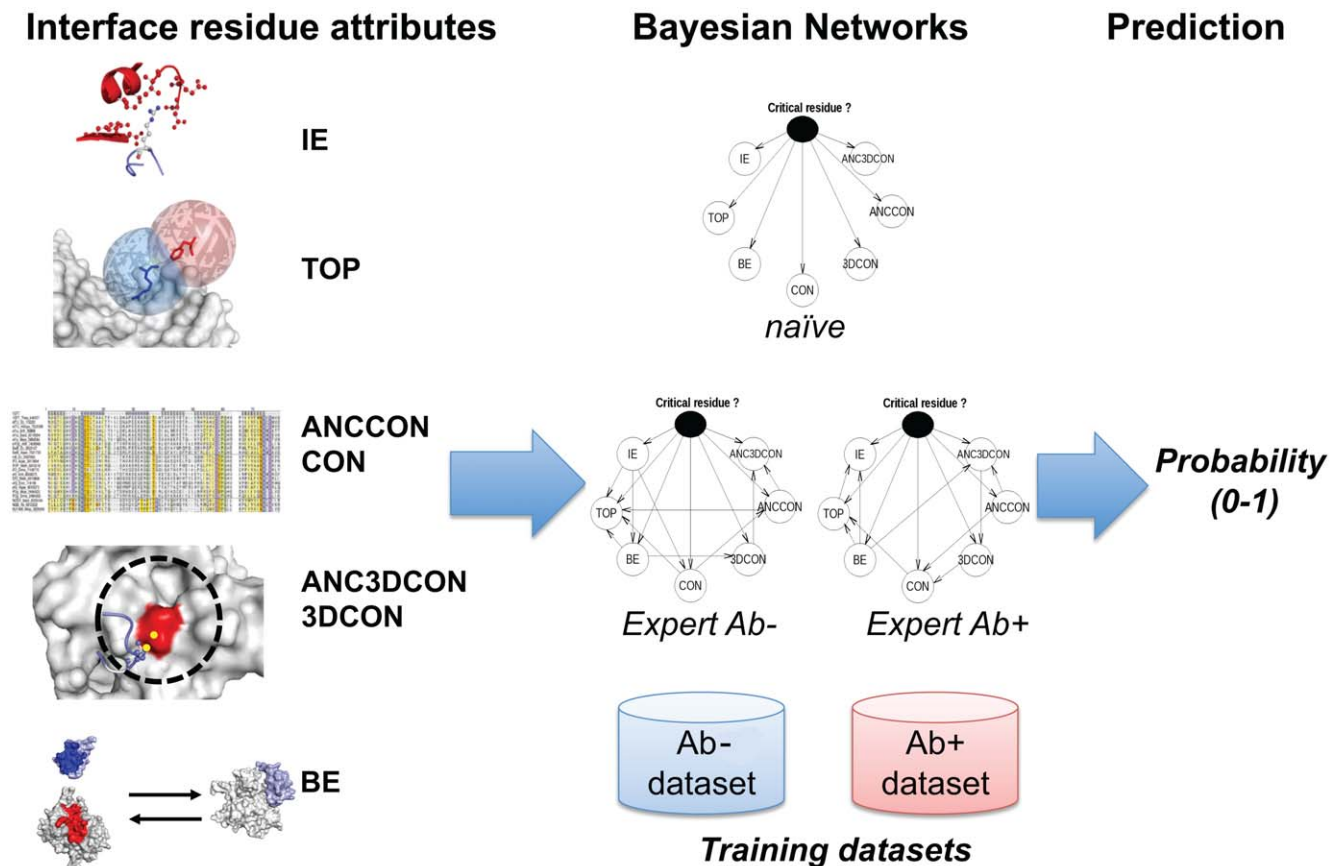 Interface residue attributes
Bayesian Networks
Prediction
IE
TOP
ANCCON
CON
ANC3DCON
3DCON
BE
Critical residue ?
IE
ANC3DCON
TOP
ANCCON
BE
3DCON
CON
naïve
Critical residue ?
IE
ANC3DCON
TOP
ANCCON
BE
3DCON
CON
Expert Ab-
Critical residue ?
IE
ANC3DCON
TOP
ANCCON
BE
3DCON
CON
Expert Ab+
Probability
(0-1)
Ab-
dataset
Ab+
dataset
Training datasets